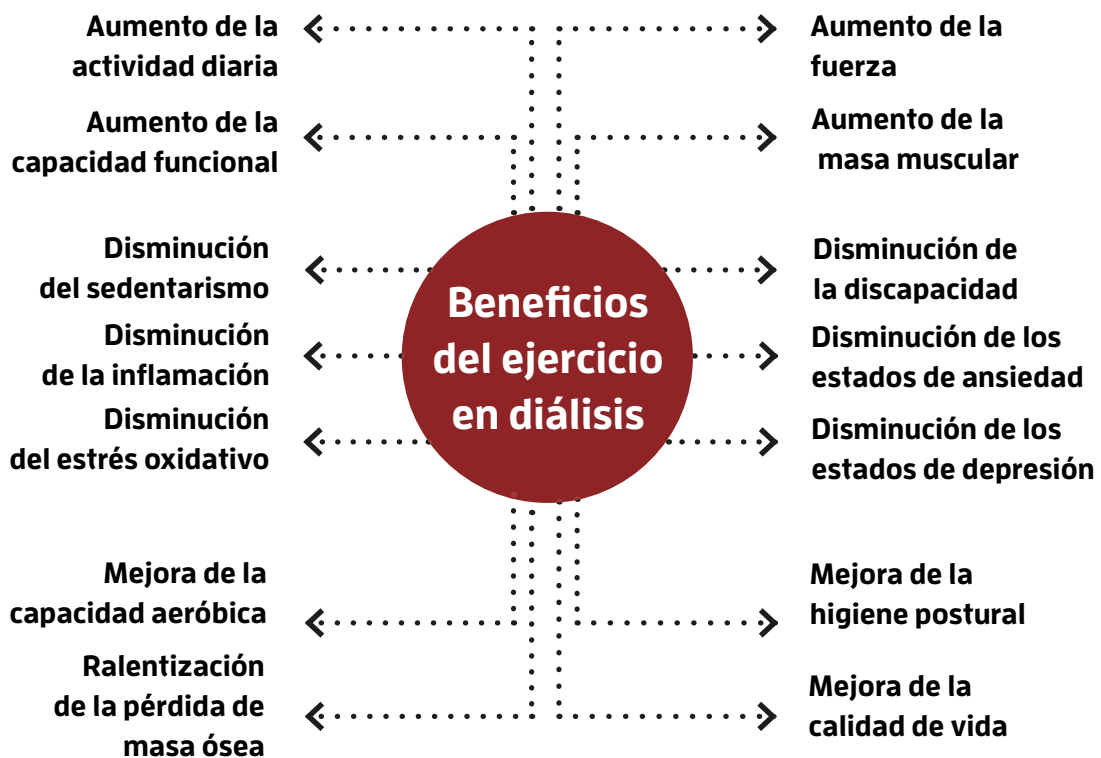 Aumento de la
actividad diaria
Aumento de la
fuerza
Aumento de la
capacidad funcional
Aumento de la
masa muscular
Disminución
del sedentarismo
Disminución de
la discapacidad
Beneficios
del ejercicio
en diálisis
Disminución
de la inflamación
Disminución de los
estados de ansiedad
Disminución
del estrés oxidativo
Disminución de los
estados de depresión
Mejora de la
capacidad aeróbica
Mejora de la
higiene postural
Ralentización
de la pérdida de
masa ósea
Mejora de la
calidad de vida